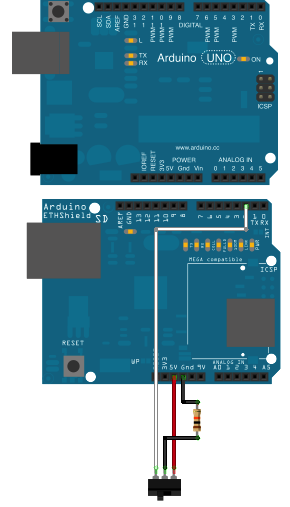 SCL
SDA
AREF
GND
13
12
PWM 11
PWM 10
PWM 9
8
DIGITAL
7
PWM 6
PWM 5
4
PWM 3
2
TX 1
RX 0
L
TX
RX
Arduino UNO ON
1
ICSP
www.arduino.cc
POWER ANALOG IN
IOREF
RESET
3V3
5V Gnd Vin 0 1 2 3 4 5
Arduino
ETHShield SD
AREF
GND
13
12
11
10
9
8
7
6
5
4
3
1
0
TX RX
INT
MEGA compatible
ICSP
RESET
WP
3V3
5V Gnd 9V
ANALOG IN
A0 1 2 3 4 A5